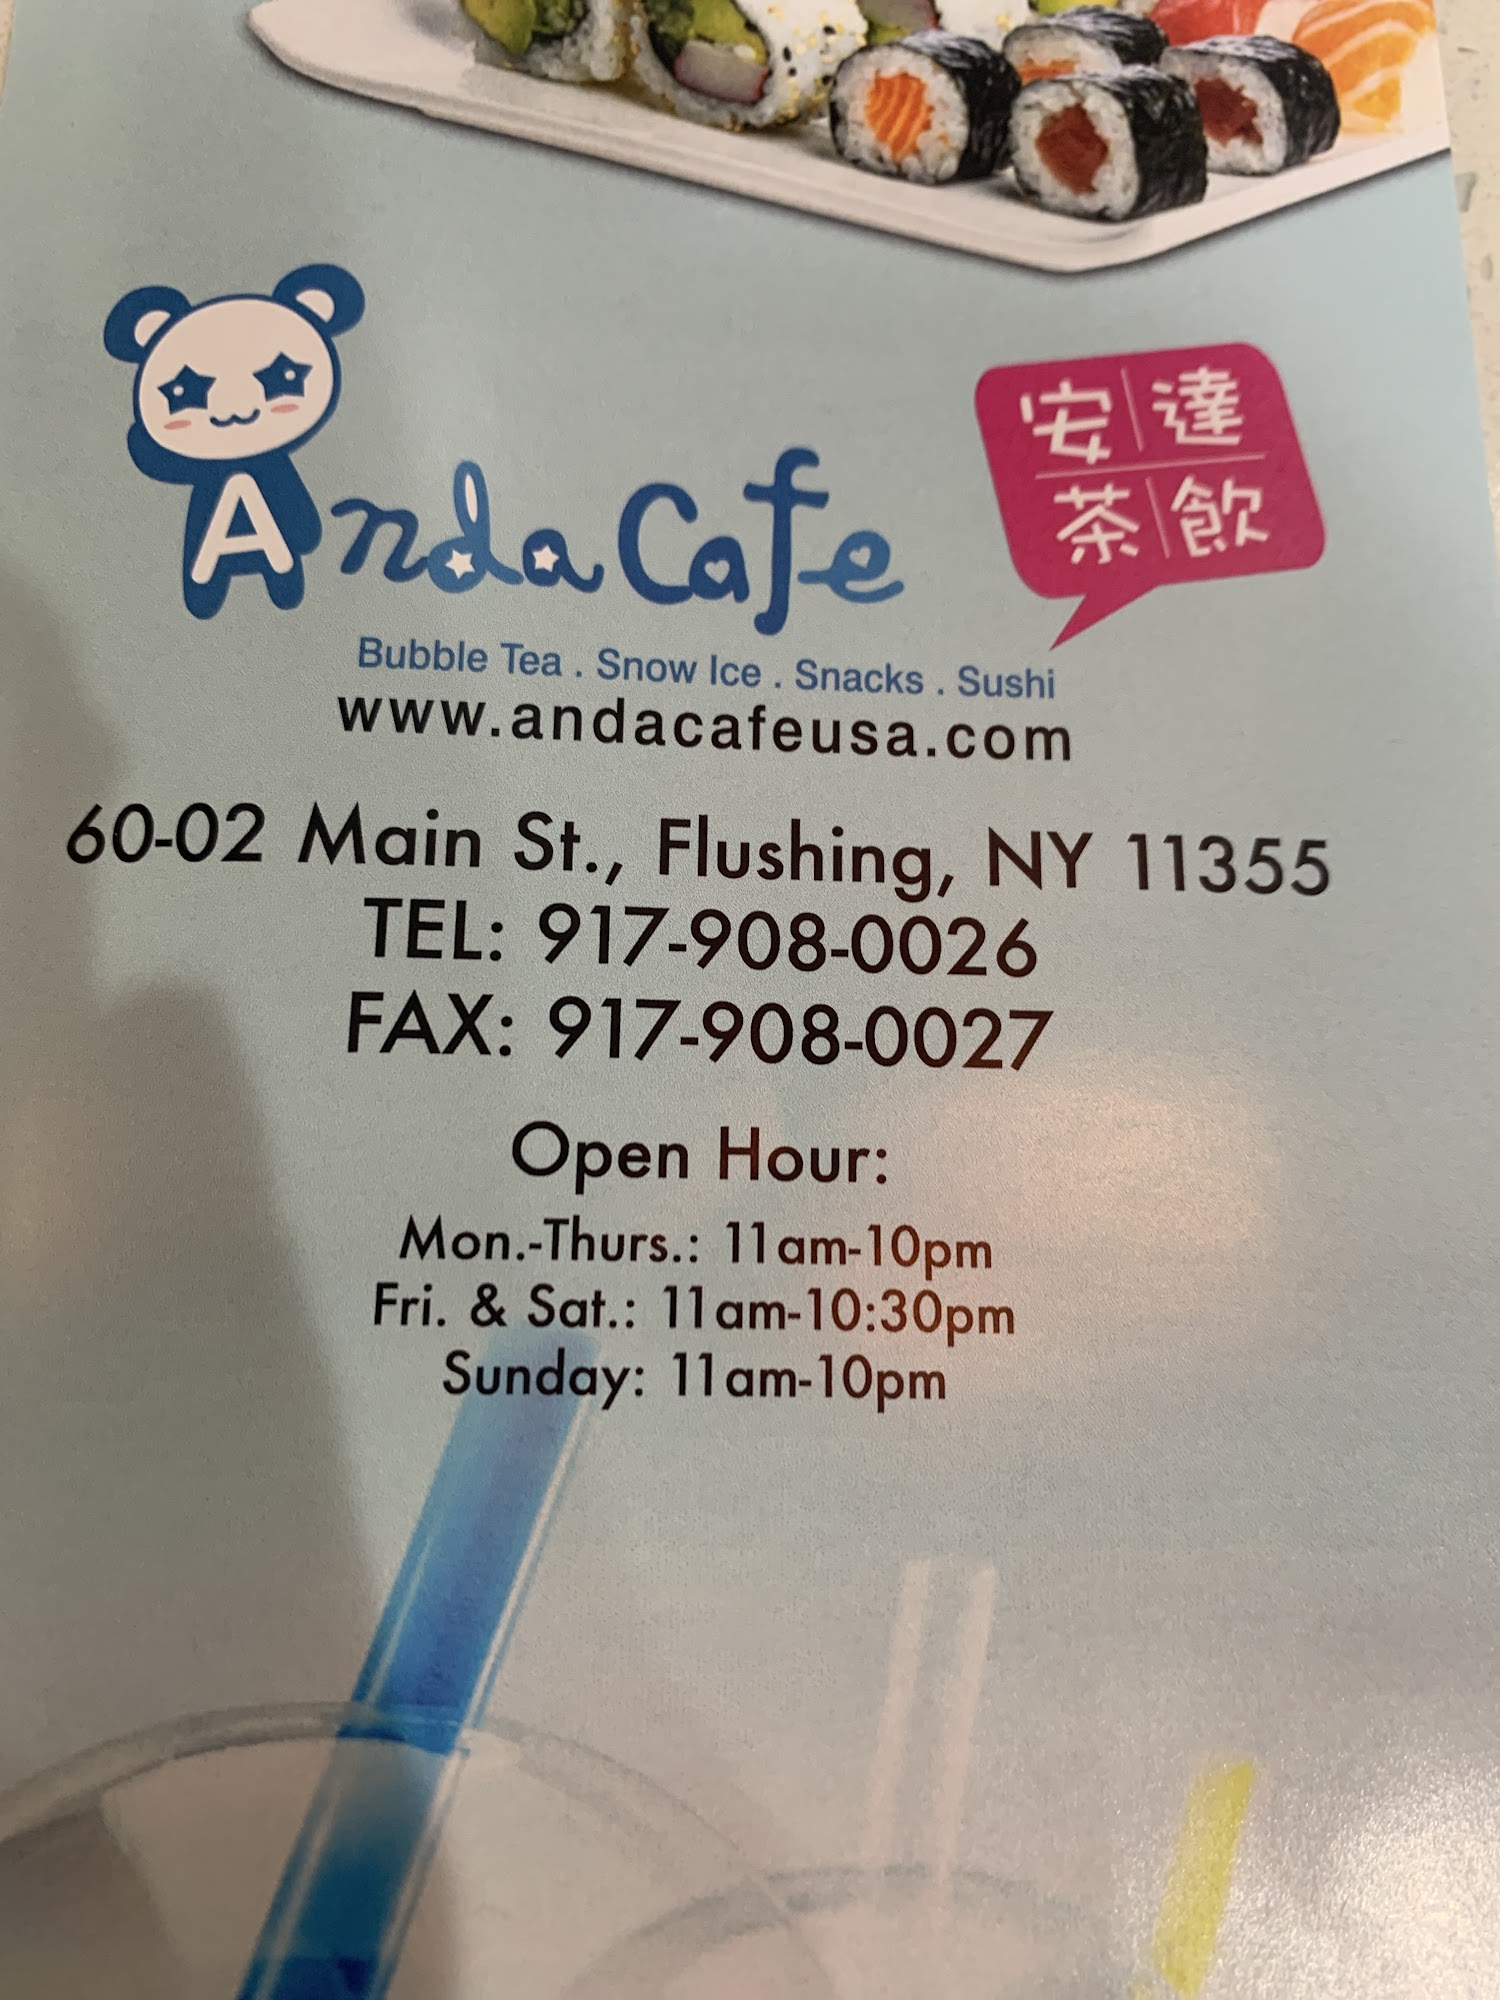 Anda Cafe
安達
茶飲
Bubble Tea . Snow Ice . Snacks . Sushi
www.andacafeusa.com
60-02 Main St., Flushing, NY 11355
TEL: 917-908-0026
FAX: 917-908-0027
Open Hour:
Mon.-Thurs.: 11am-10pm
Fri. & Sat.: 11am-10:30pm
Sunday: 11am-10pm